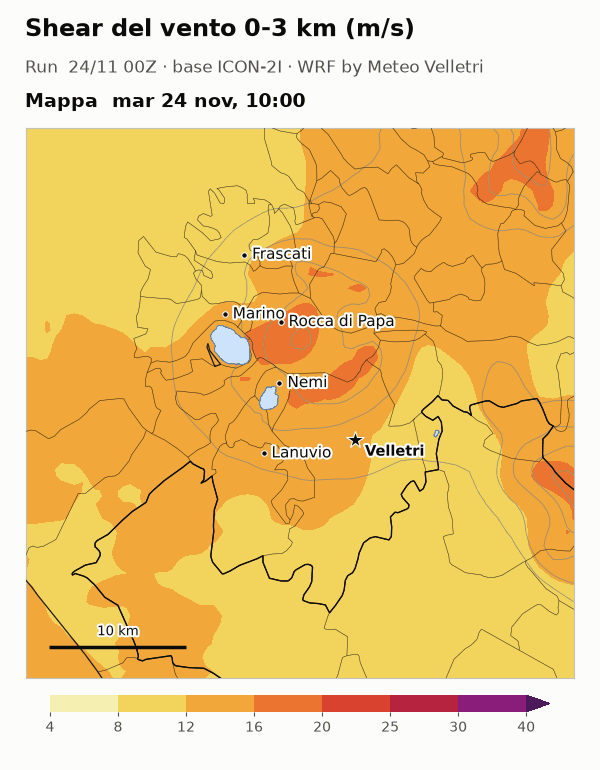 Shear del vento 0-3 km (m/s)
Run  24/11 00Z · base ICON-2I · WRF by Meteo Velletri
Mappa  mar 24 nov, 10:00
Frascati
Marino
Rocca di Papa
Nemi
Velletri
Lanuvio
10 km
4 8 12 16 20 25 30 40